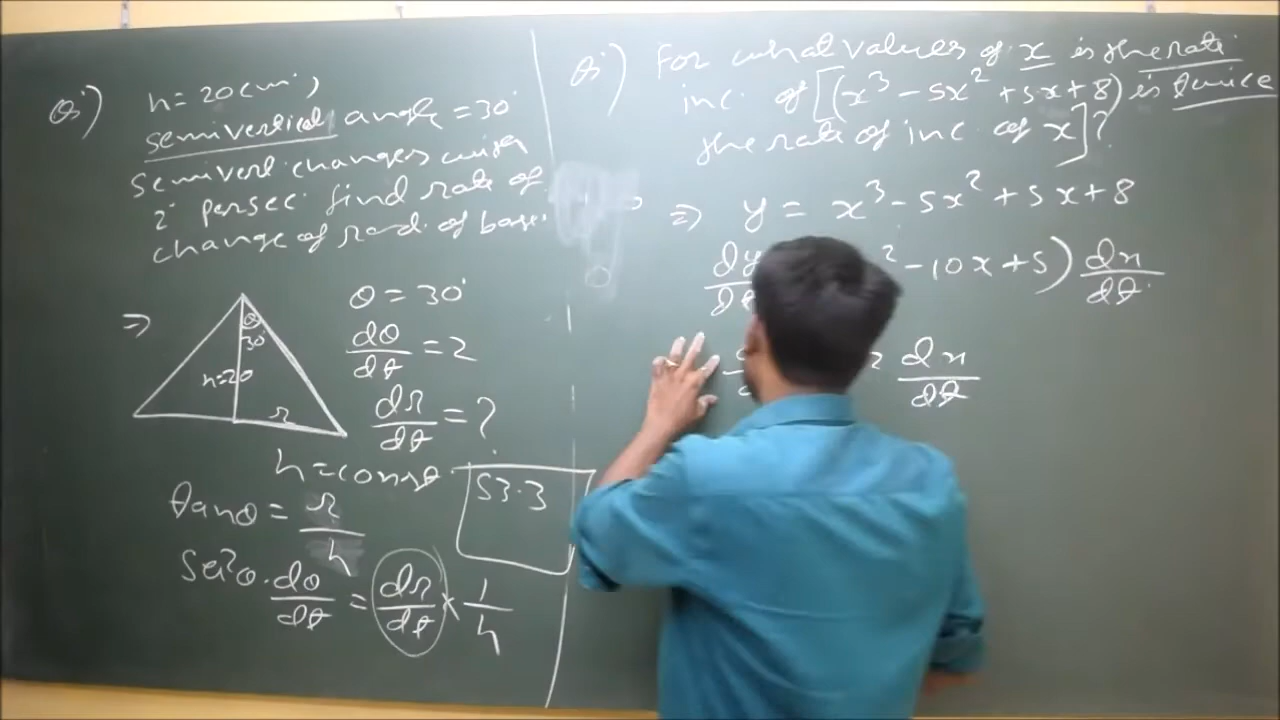 Q:) h = 20cm,
semivertical angle = 30°
semivert. changes with
2° per sec. find rate of
change of rad. of base.
=>
θ
30°
h=20
r
θ = 30°
dθ/dt = 2
dr/dt = ?
h = const.
53.3
tanθ = r/h
sec²θ. dθ/dt = dr/dt × 1/h
Q:) For what values of x is the rate
inc. of [(x³ - 5x² + 5x + 8) is twice
the rate of inc. of x]?
=> y = x³ - 5x² + 5x + 8
² - 10x + 5) dx/dt
dx/dt